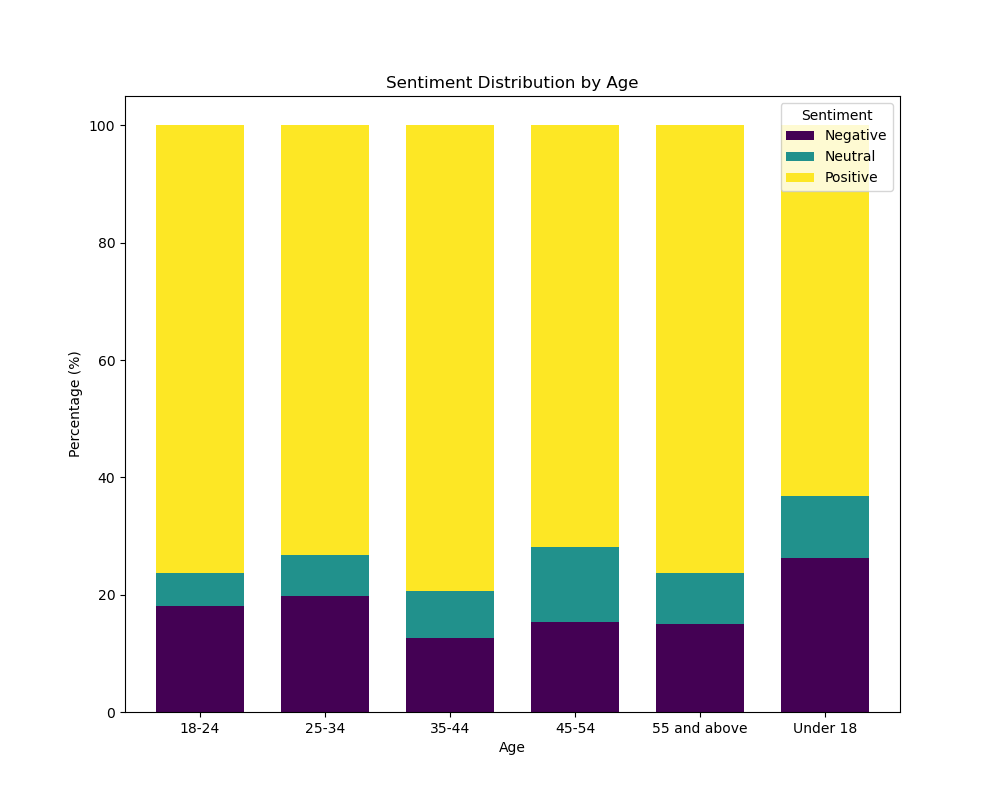 Sentiment Distribution by Age
Sentiment
Negative
Neutral
Positive
Percentage (%)
100
80
60
40
20
0
18-24 25-34 35-44 45-54 55 and above Under 18
Age